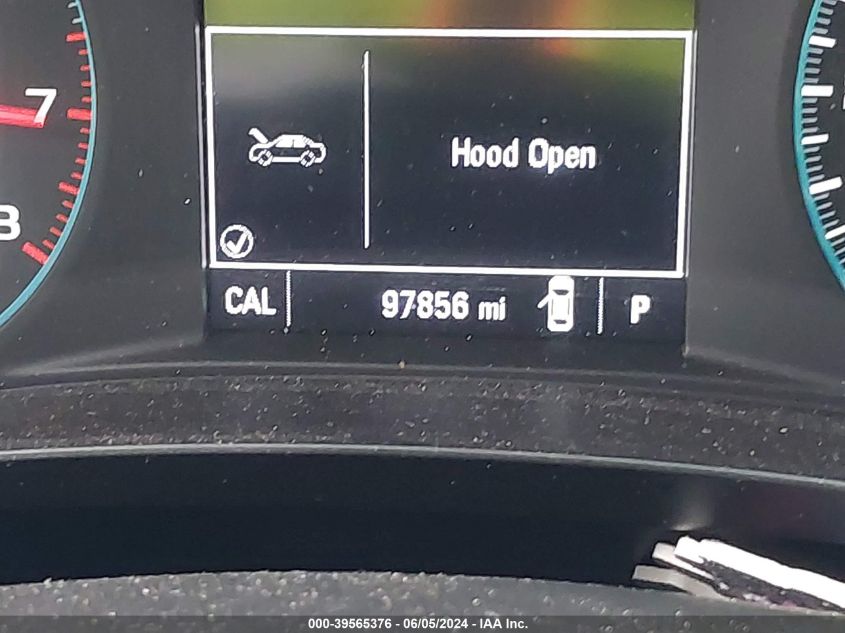 7
Hood Open
8
CAL 97856 mi P
000-39565376 - 06/05/2024 - IAA Inc.